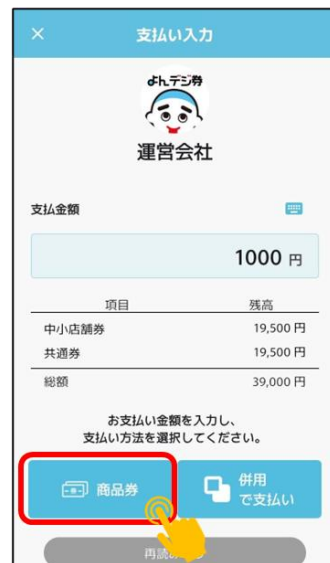 ×
支払い入力
よんデジ券
運営会社
支払金額
1000 円
項目 残高
中小店舗券 19,500 円
共通券 19,500 円
総額 39,000 円
お支払い金額を入力し、
支払い方法を選択してください。
商品券
併用
で支払い